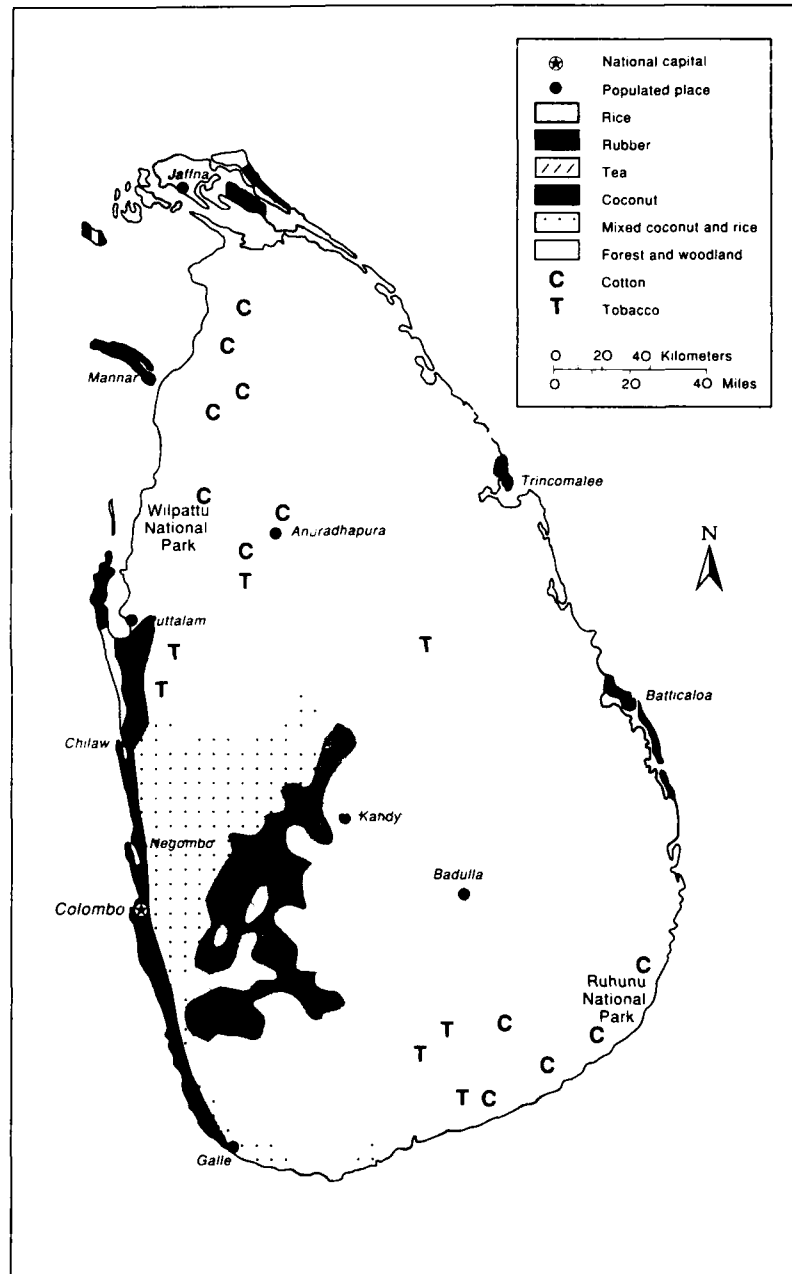 National capital
Populated place
Rice
Rubber
Tea
Coconut
Mixed coconut and rice
Forest and woodland
C Cotton
T Tobacco
0 20 40 Kilometers
0 20 40 Miles
Jaffna
C
C
Mannar
C
C
Trincomalee
C
Wilpattu
National
Park
C
Anuradhapura
N
C
T
uttalam
T
T
T
Batticaloa
Chilaw
Kandy
Negombo
Badulla
Colombo
C
Ruhunu
National
Park
T
C
C
T
C
T
C
Galle